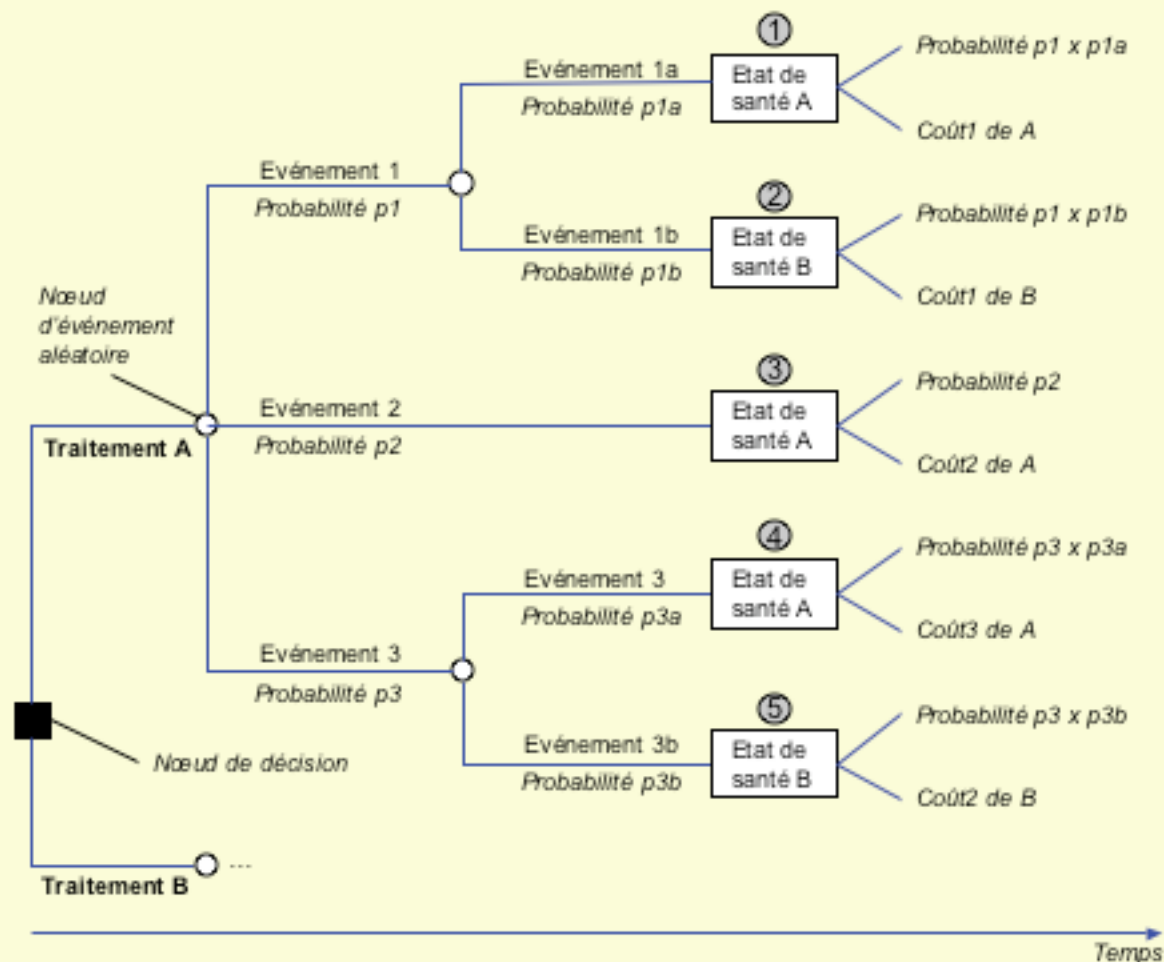 ①
Evénement 1a
Probabilité p1a
Etat de
santé A
Probabilité p1 x p1a
Coût1 de A
Evénement 1
Probabilité p1
②
Evénement 1b
Probabilité p1b
Etat de
santé B
Probabilité p1 x p1b
Coût1 de B
Nœud
d'événement
aléatoire
③
Traitement A
Evénement 2
Probabilité p2
Etat de
santé A
Probabilité p2
Coût2 de A
④
Evénement 3
Probabilité p3a
Etat de
santé A
Probabilité p3 x p3a
Coût3 de A
Evénement 3
Probabilité p3
⑤
Evénement 3b
Probabilité p3b
Etat de
santé B
Probabilité p3 x p3b
Coût2 de B
Nœud de décision
...
Traitement B
Temps